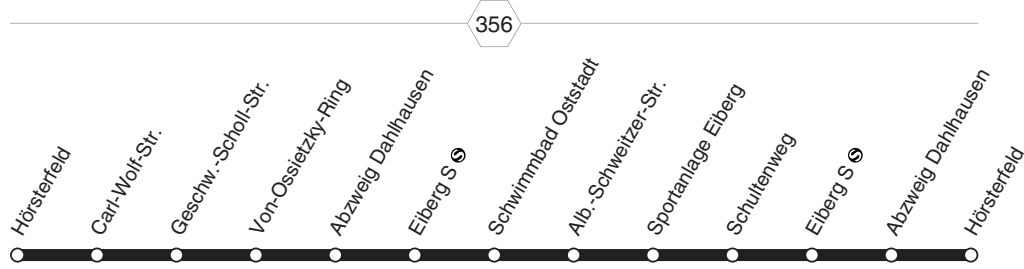 356
Hörsterfeld
Carl-Wolf-Str.
Geschw.-Scholl-Str.
Von-Ossietzky-Ring
Abzweig Dahlhausen
Eiberg S S
Schwimmbad Oststadt
Alb.-Schweitzer-Str.
Sportanlage Eiberg
Schultenweg
Eiberg S S
Abzweig Dahlhausen
Hörsterfeld